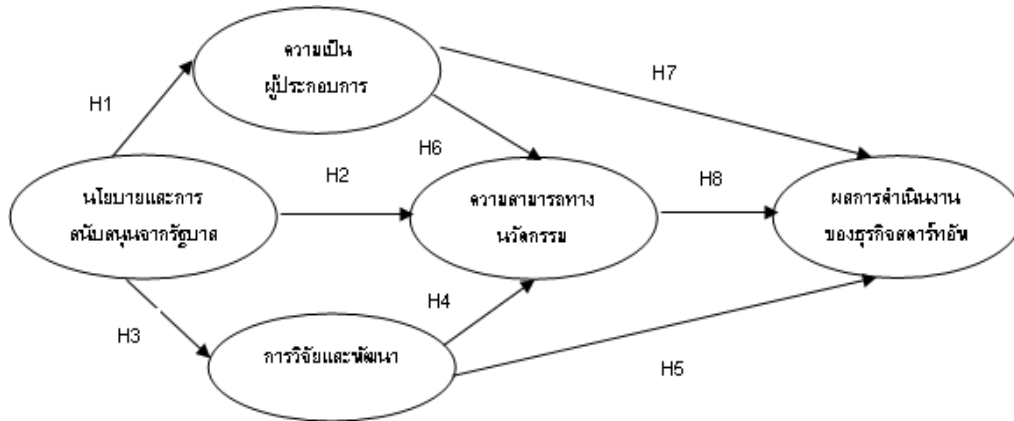 ความเป็น
ผู้ประกอบการ
H7
H1
H6
H2
H8
นโยบายและการ
สนับสนุนจากรัฐบาล
ความสามารถทาง
นวัตกรรม
ผลการดำเนินงาน
ของธุรกิจสตาร์ทอัพ
H4
H3
การวิจัยและพัฒนา
H5